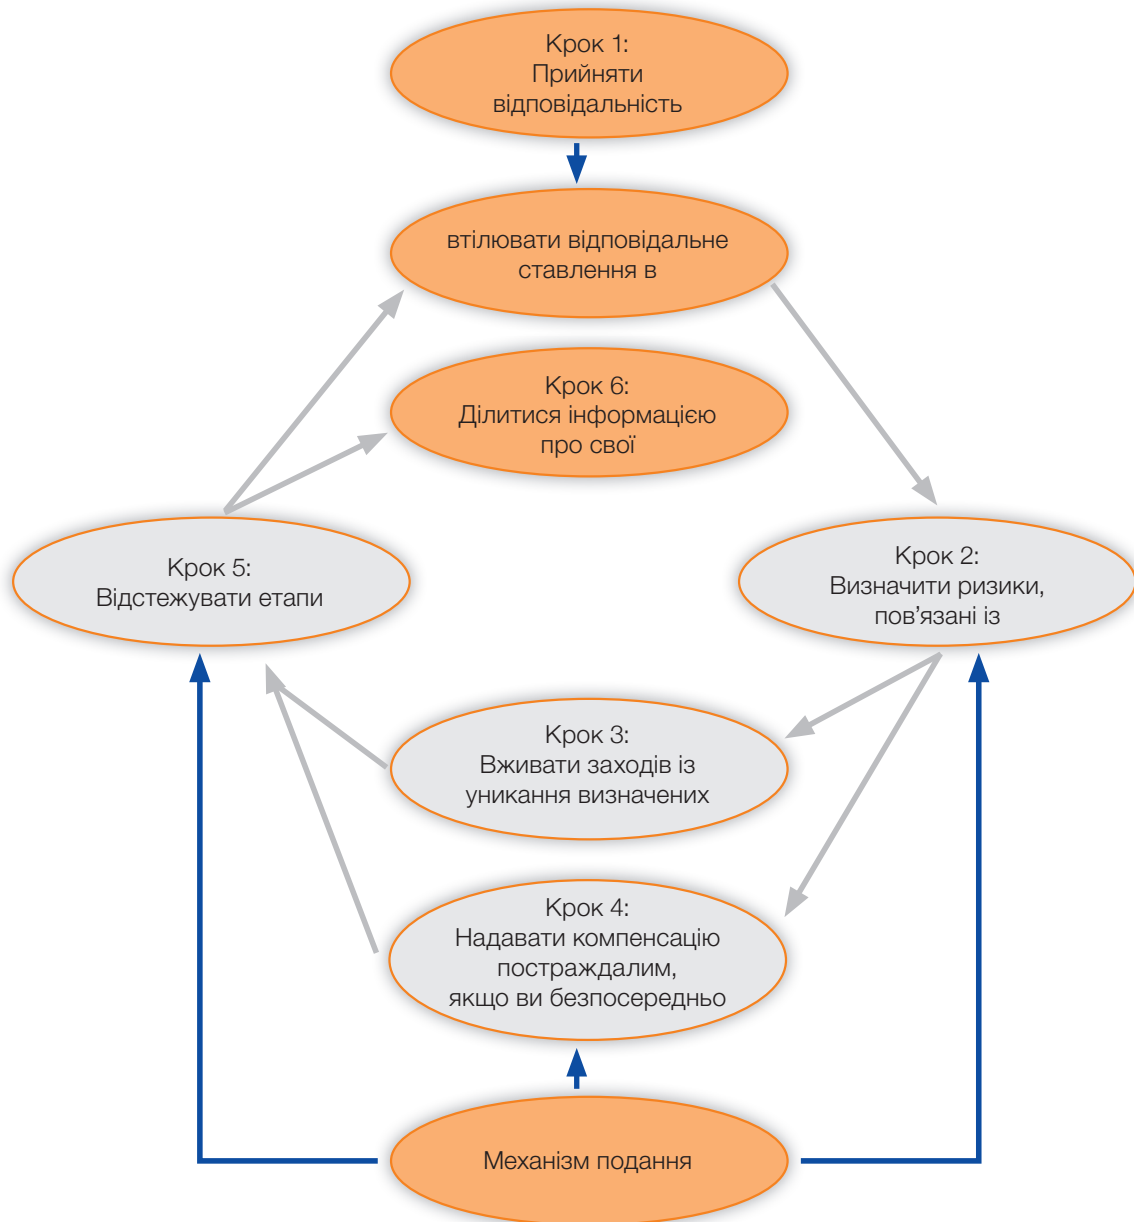 Крок 1:
Прийняти
відповідальність
втілювати відповідальне
ставлення в
Крок 6:
Ділитися інформацією
про свої
Крок 5:
Відстежувати етапи
Крок 2:
Визначити ризики,
пов’язані із
Крок 3:
Вживати заходів із
уникання визначених
Крок 4:
Надавати компенсацію
постраждалим,
якщо ви безпосередньо
Механізм подання